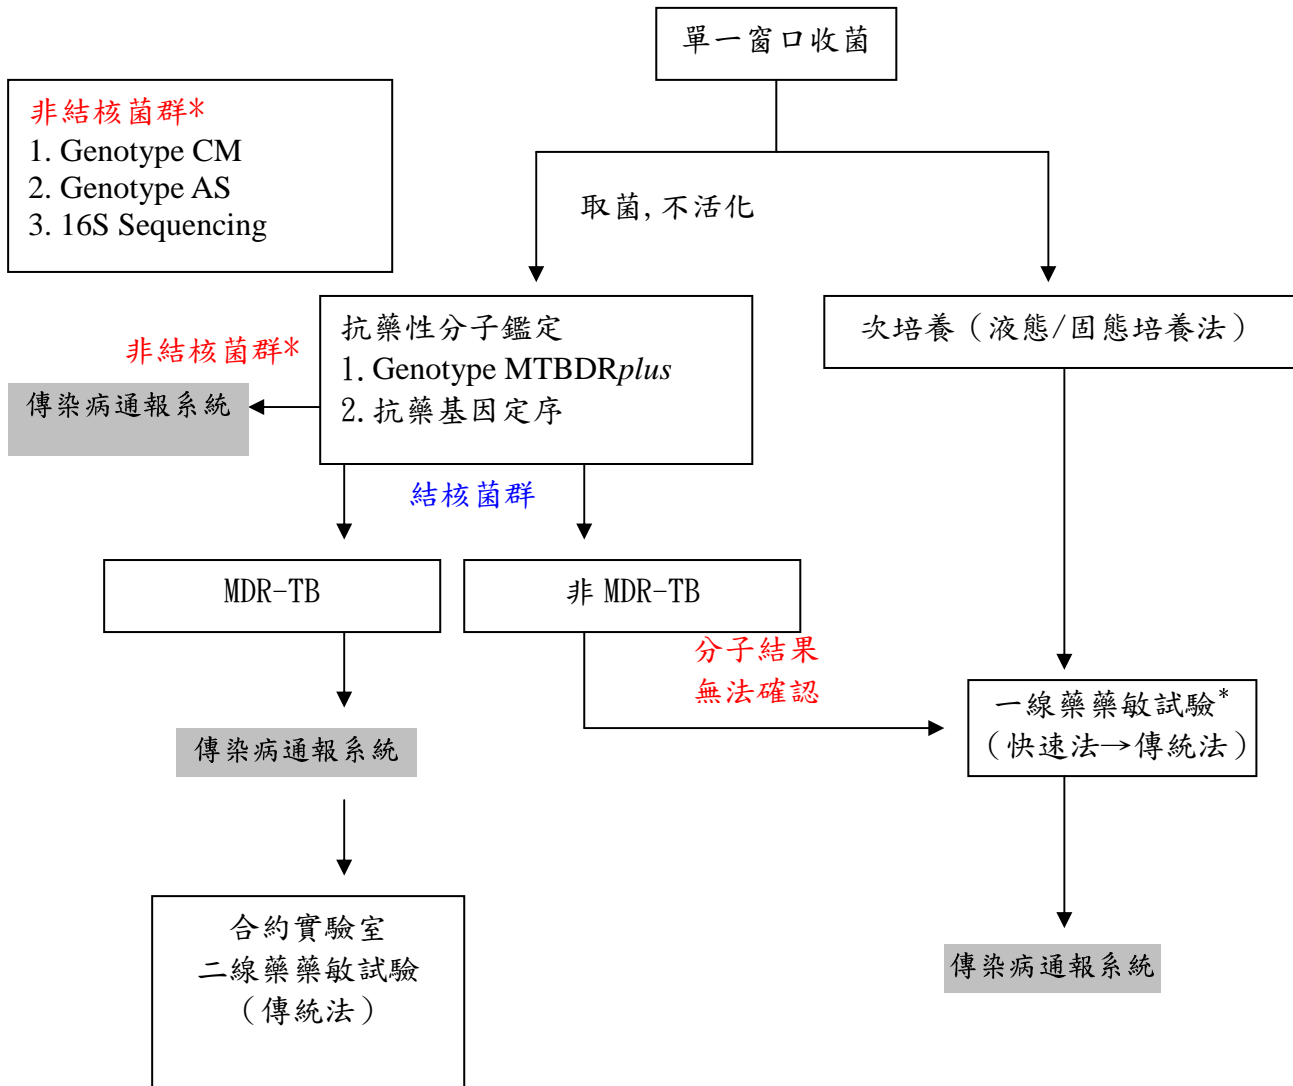 單一窗口收菌
非結核菌群*
1. Genotype CM
2. Genotype AS
3. 16S Sequencing
取菌, 不活化
抗藥性分子鑑定
1. Genotype MTBDRplus
2. 抗藥基因定序
次培養（液態/固態培養法）
非結核菌群*
傳染病通報系統
結核菌群
MDR-TB
非 MDR-TB
分子結果
無法確認
一線藥藥敏試驗*
（快速法→傳統法）
傳染病通報系統
合約實驗室
二線藥藥敏試驗
（傳統法）
傳染病通報系統